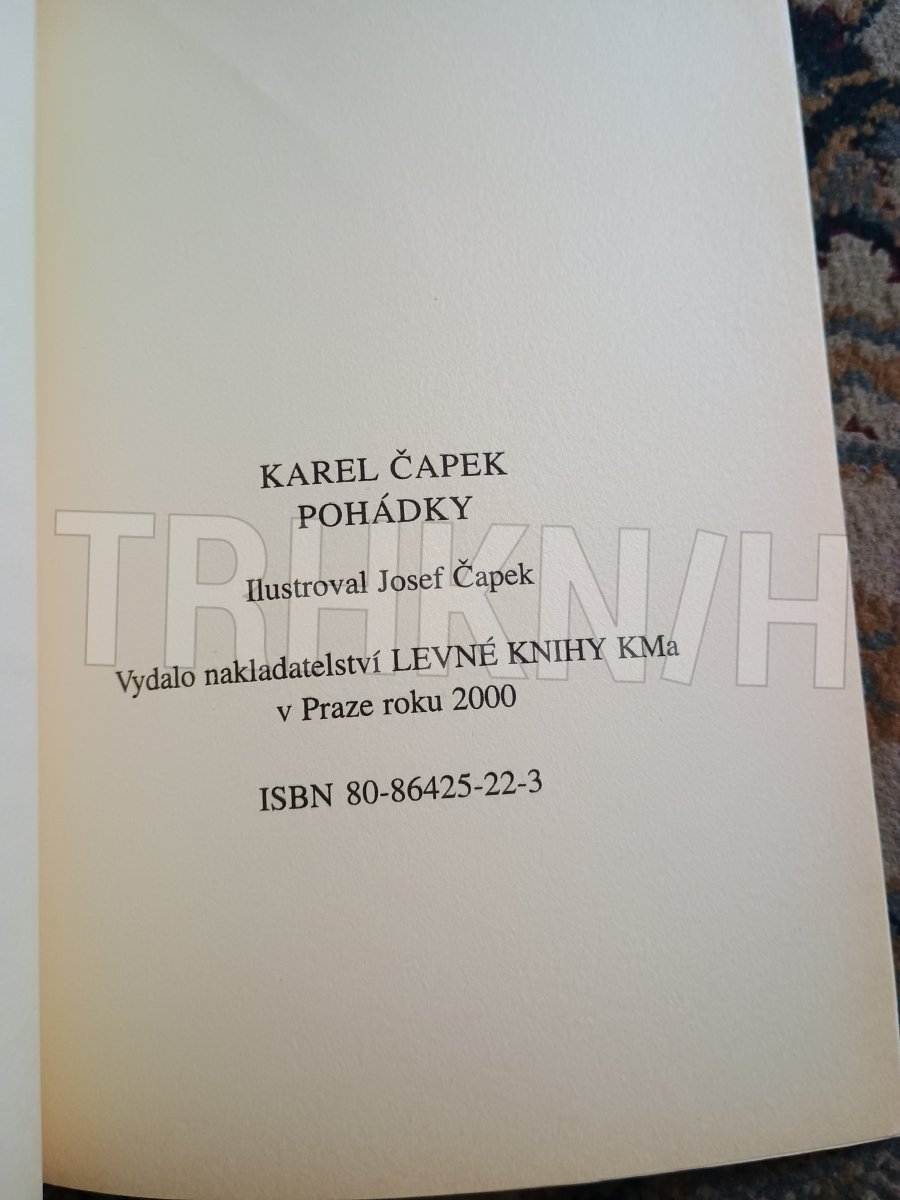 KAREL ČAPEK
POHÁDKY
Ilustroval Josef Čapek
TRHKN/H
Vydalo nakladatelství LEVNÉ KNIHY KMa
v Praze roku 2000
ISBN 80-86425-22-3